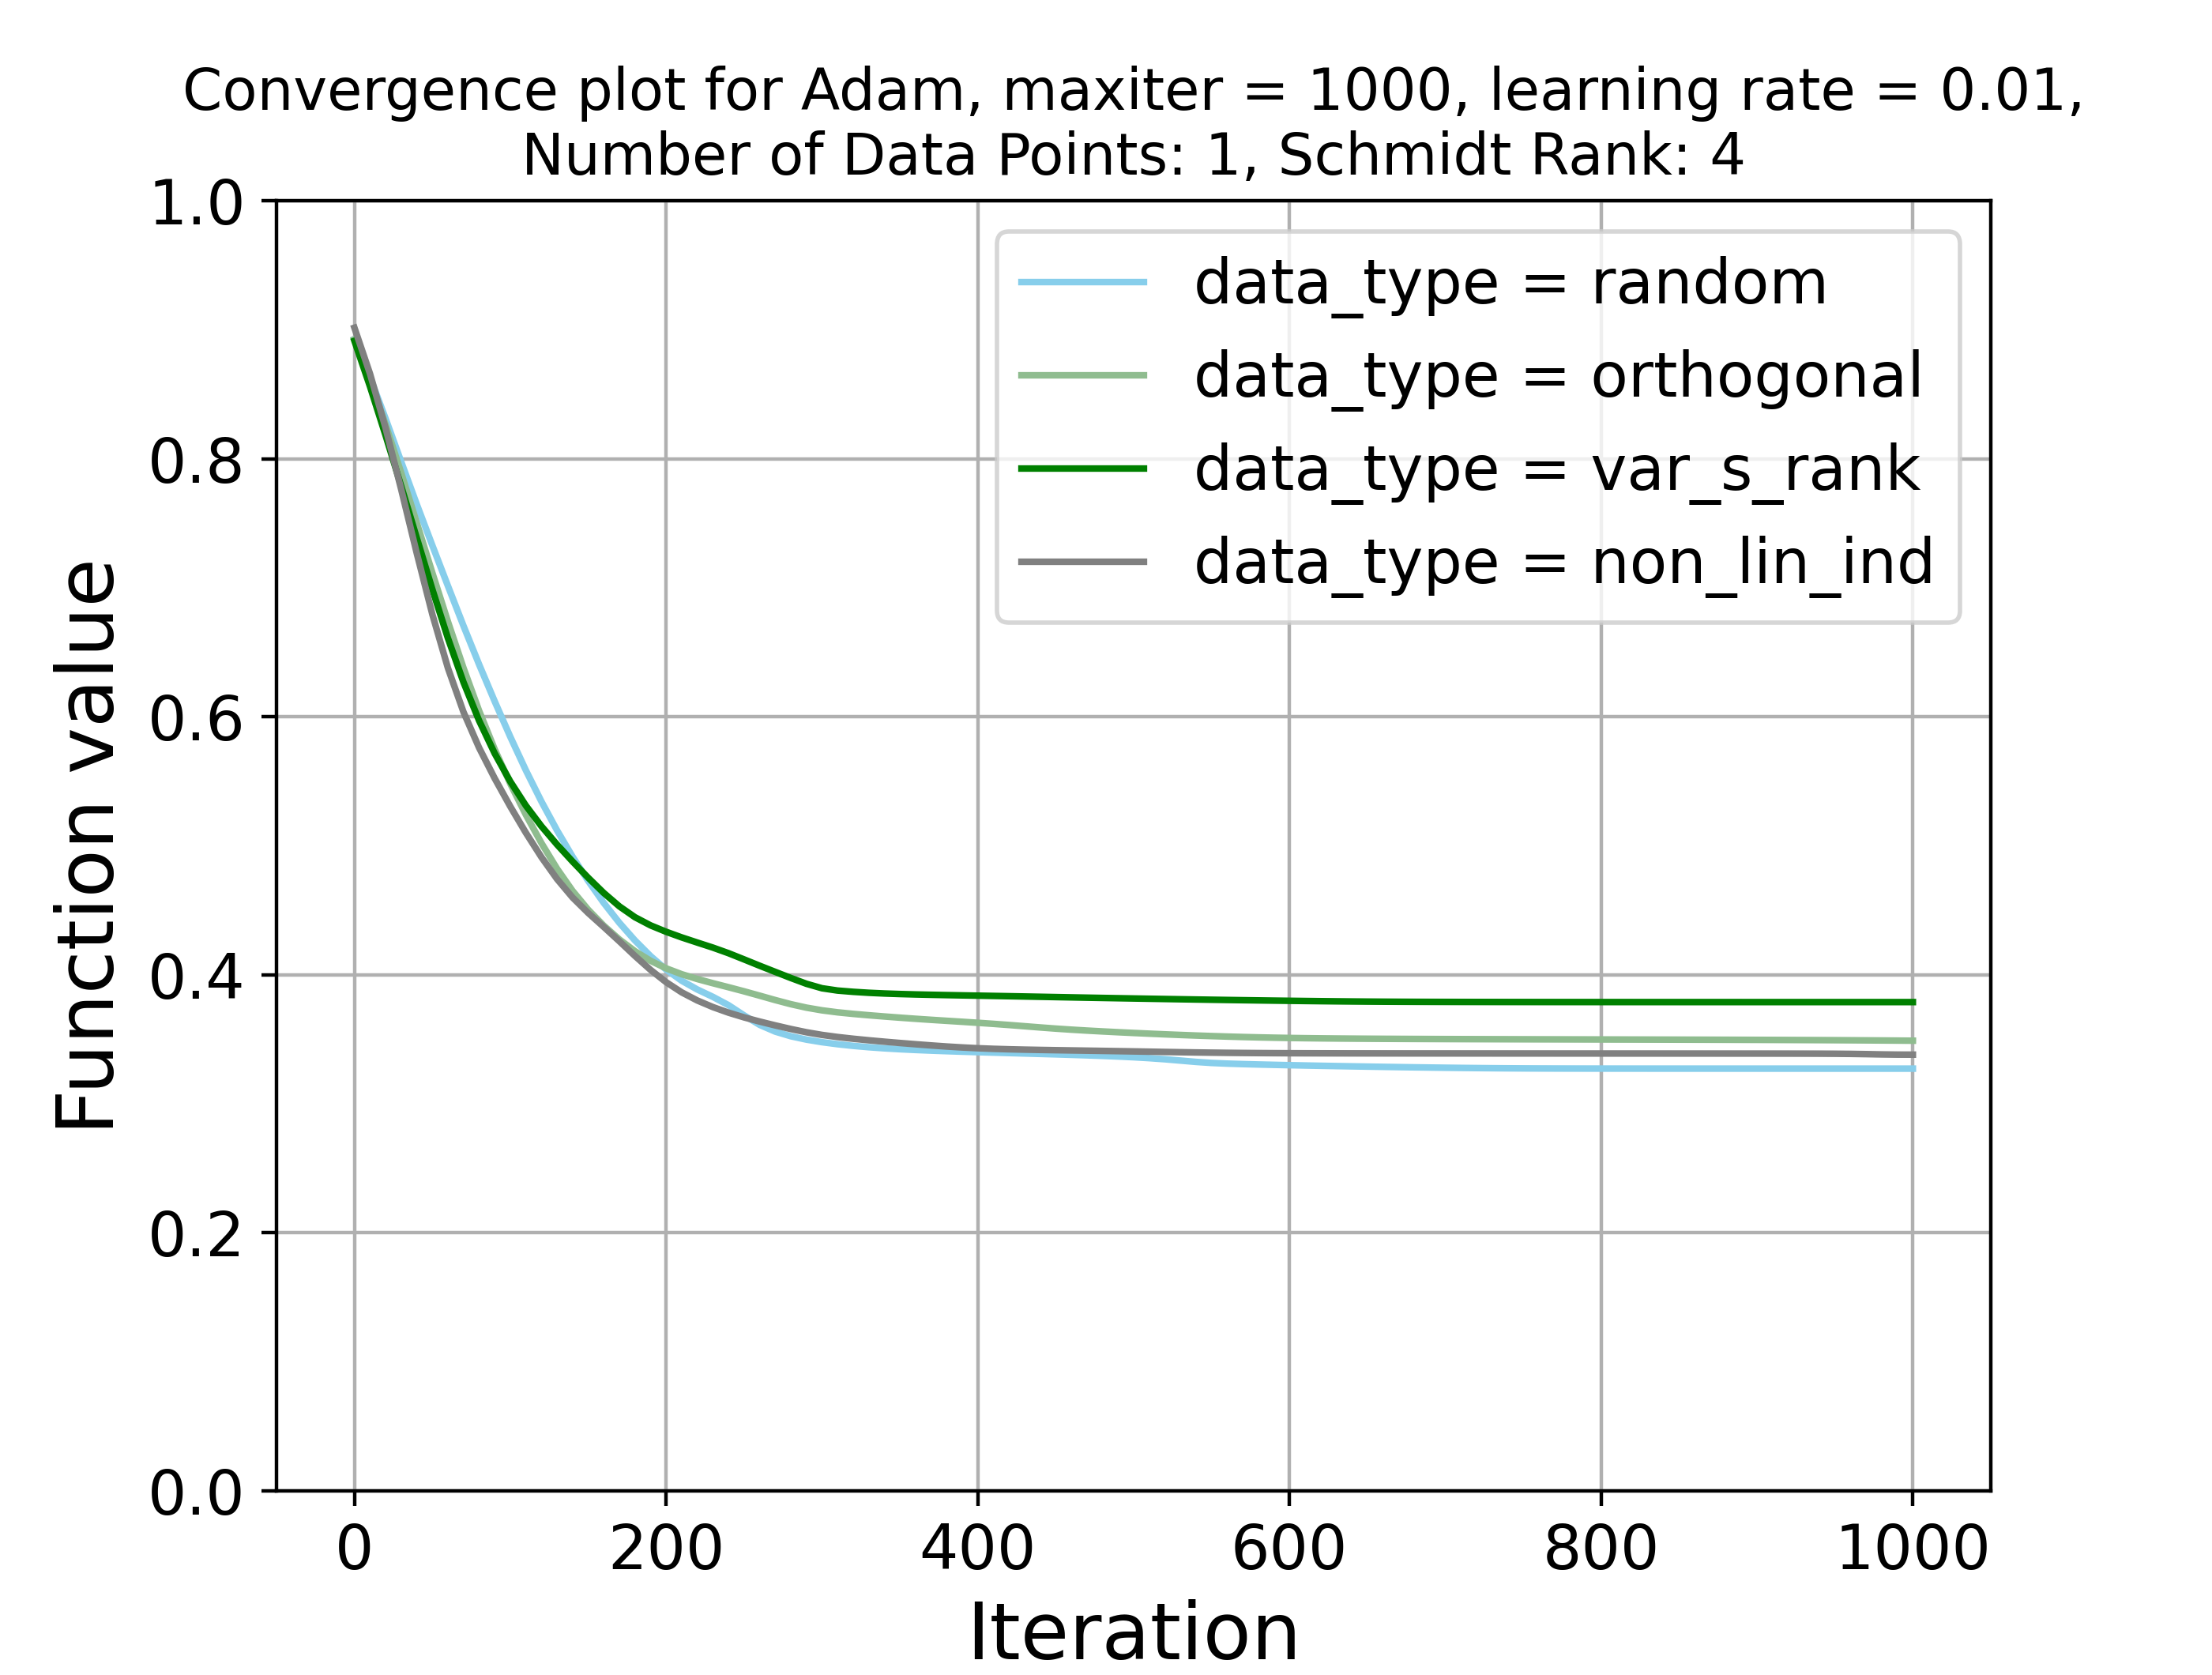 Convergence plot for Adam, maxiter = 1000, learning rate = 0.01,
Number of Data Points: 1, Schmidt Rank: 4
1.0
0.8
0.6
0.4
0.2
0.0
Function value
data_type = random
data_type = orthogonal
data_type = var_s_rank
data_type = non_lin_ind
0 200 400 600 800 1000
Iteration